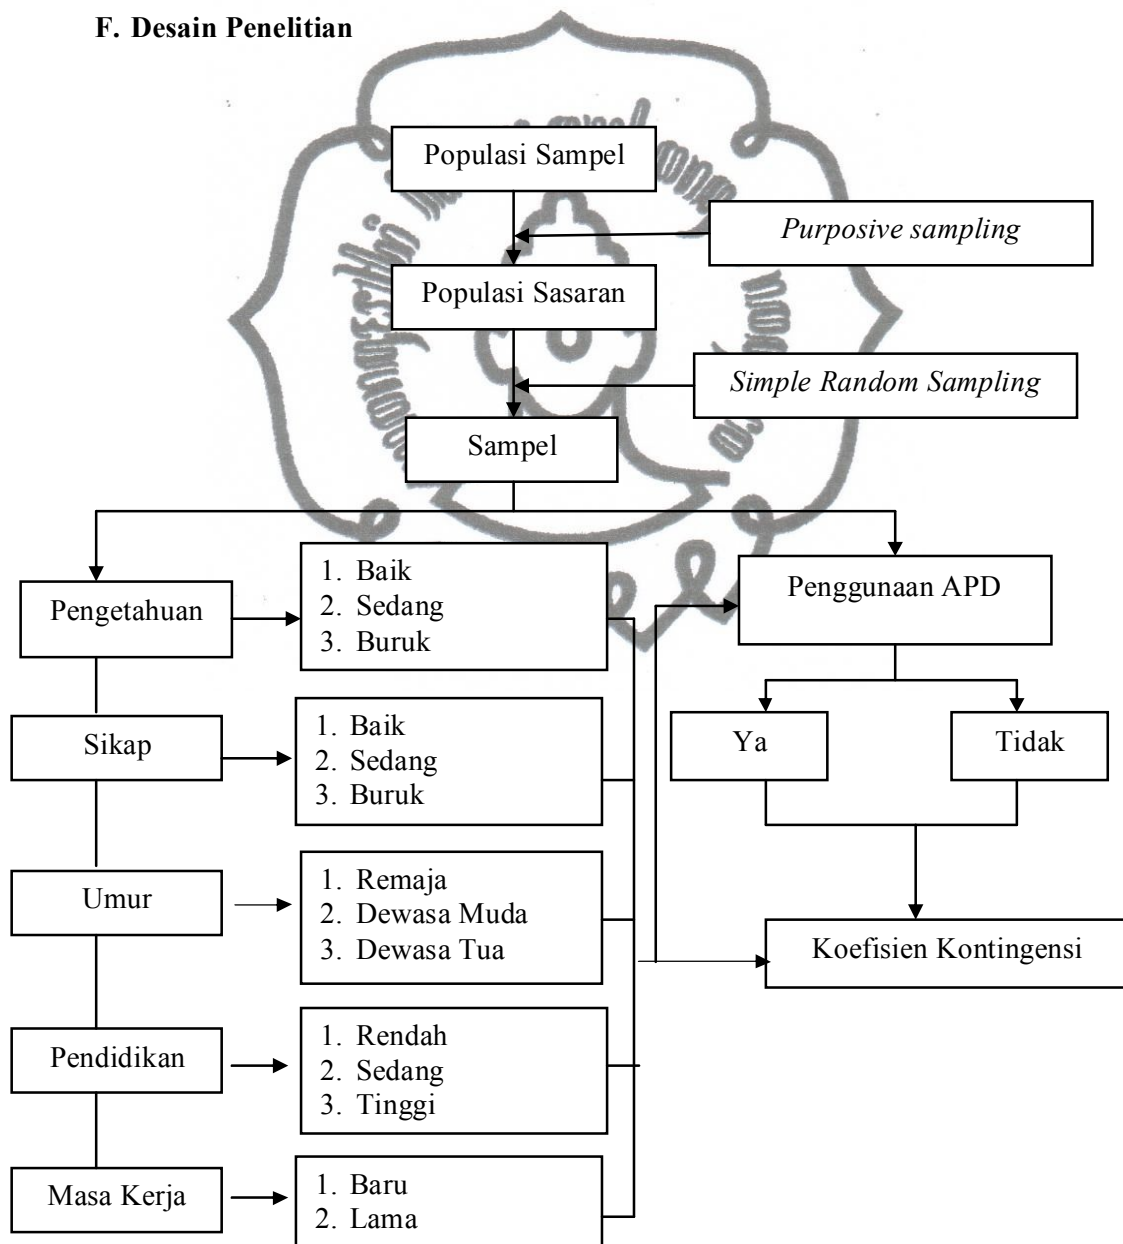 F. Desain Penelitian
Populasi Sampel
Purposive sampling
Populasi Sasaran
Simple Random Sampling
Sampel
Pengetahuan
1. Baik
2. Sedang
3. Buruk
Penggunaan APD
Sikap
1. Baik
2. Sedang
3. Buruk
Ya
Tidak
Umur
1. Remaja
2. Dewasa Muda
3. Dewasa Tua
Koefisien Kontingensi
Pendidikan
1. Rendah
2. Sedang
3. Tinggi
Masa Kerja
1. Baru
2. Lama